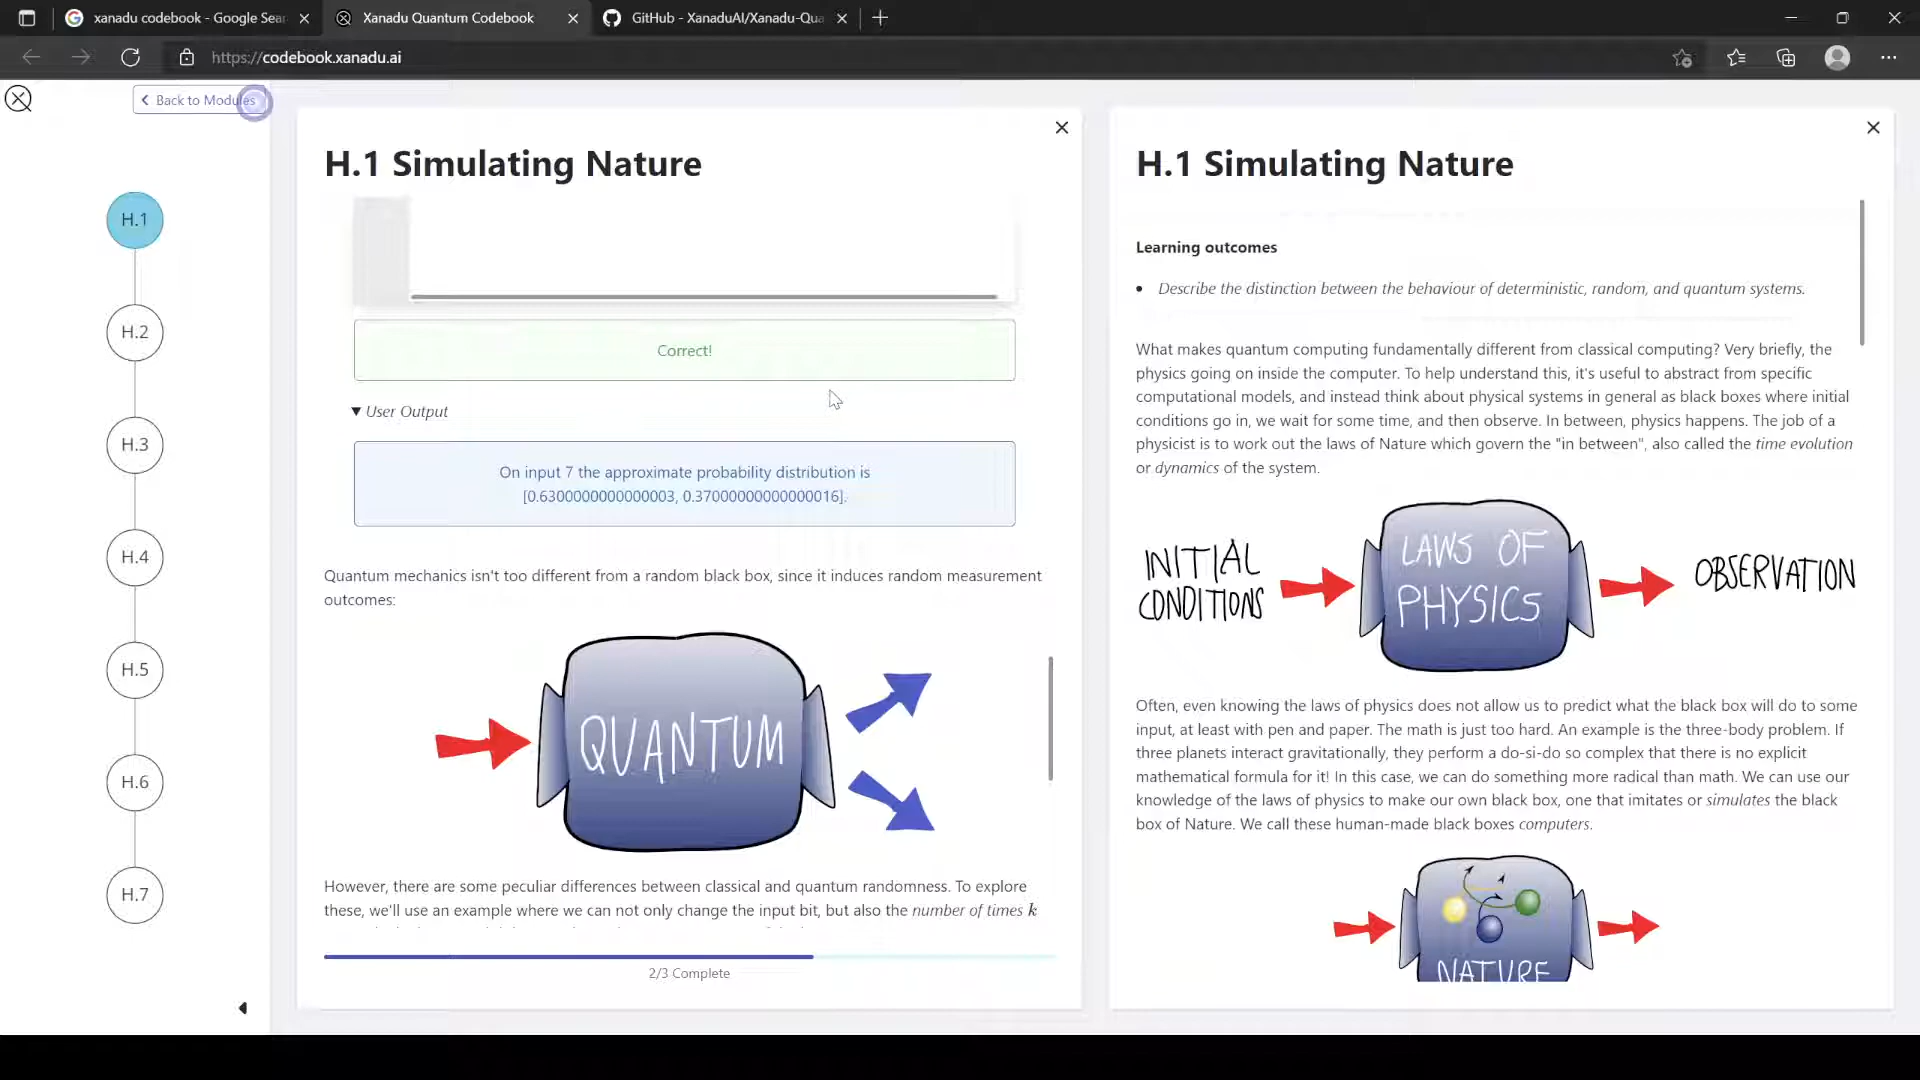 xanadu codebook - Google Sear
Xanadu Quantum Codebook
GitHub - XanaduAI/Xanadu-Qua
https://codebook.xanadu.ai
Back to Modules
H.1
H.2
H.3
H.4
H.5
H.6
H.7
H.1 Simulating Nature
Correct!
▼ User Output
On input 7 the approximate probability distribution is
[0.6300000000000003, 0.37000000000000016].
Quantum mechanics isn't too different from a random black box, since it induces random measurement
outcomes:
QUANTUM
However, there are some peculiar differences between classical and quantum randomness. To explore
these, we'll use an example where we can not only change the input bit, but also the number of times k
2/3 Complete
H.1 Simulating Nature
Learning outcomes
• Describe the distinction between the behaviour of deterministic, random, and quantum systems.
What makes quantum computing fundamentally different from classical computing? Very briefly, the
physics going on inside the computer. To help understand this, it's useful to abstract from specific
computational models, and instead think about physical systems in general as black boxes where initial
conditions go in, we wait for some time, and then observe. In between, physics happens. The job of a
physicist is to work out the laws of Nature which govern the "in between", also called the time evolution
or dynamics of the system.
INITIAL
CONDITIONS
LAWS OF
PHYSICS
OBSERVATION
Often, even knowing the laws of physics does not allow us to predict what the black box will do to some
input, at least with pen and paper. The math is just too hard. An example is the three-body problem. If
three planets interact gravitationally, they perform a do-si-do so complex that there is no explicit
mathematical formula for it! In this case, we can do something more radical than math. We can use our
knowledge of the laws of physics to make our own black box, one that imitates or simulates the black
box of Nature. We call these human-made black boxes computers.
NATURE